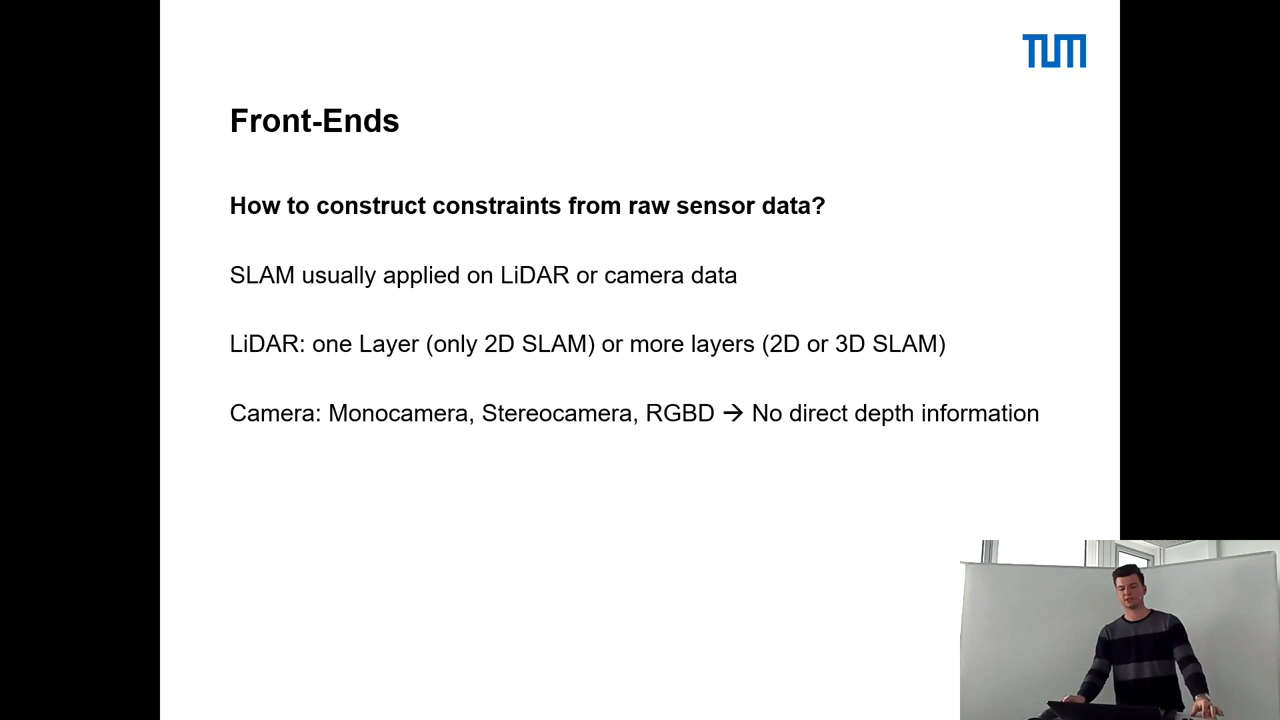 TUM
Front-Ends
How to construct constraints from raw sensor data?
SLAM usually applied on LiDAR or camera data
LiDAR: one Layer (only 2D SLAM) or more layers (2D or 3D SLAM)
Camera: Monocamera, Stereocamera, RGBD → No direct depth information